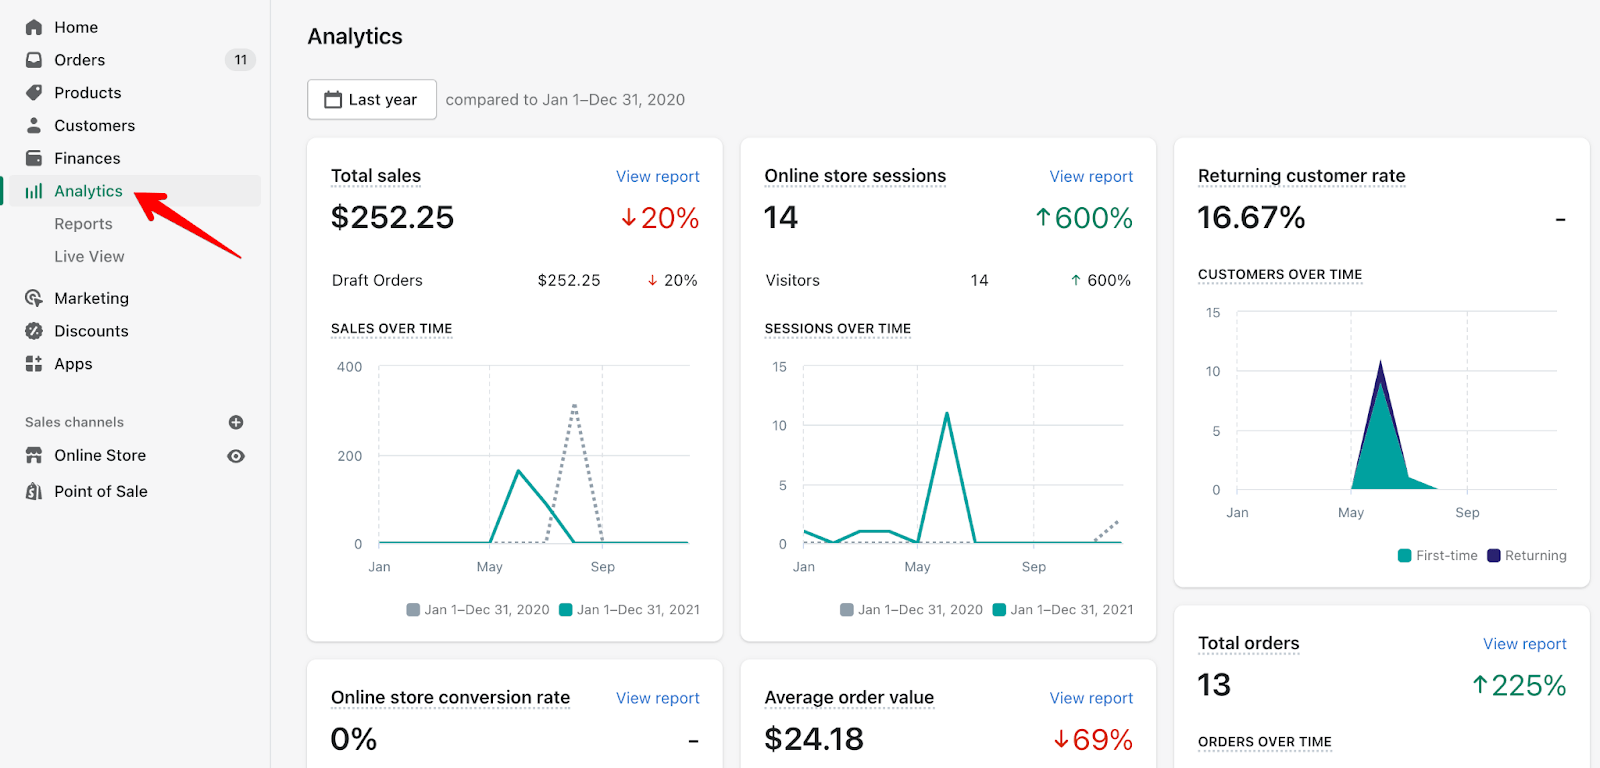 Home
Orders 11
Products
Customers
Finances
Analytics
Reports
Live View
Marketing
Discounts
Apps
Sales channels
Online Store
Point of Sale
Analytics
Last year compared to Jan 1–Dec 31, 2020
Total sales View report
$252.25 ↓20%
Draft Orders $252.25 ↓ 20%
SALES OVER TIME
400
200
0
Jan May Sep
Jan 1–Dec 31, 2020 Jan 1–Dec 31, 2021
Online store sessions View report
14 ↑600%
Visitors 14 ↑ 600%
SESSIONS OVER TIME
15
10
5
0
Jan May Sep
Jan 1–Dec 31, 2020 Jan 1–Dec 31, 2021
Returning customer rate
16.67% -
CUSTOMERS OVER TIME
15
10
5
0
Jan May Sep
First-time Returning
Online store conversion rate View report
0% -
Average order value View report
$24.18 ↓69%
Total orders View report
13 ↑225%
ORDERS OVER TIME